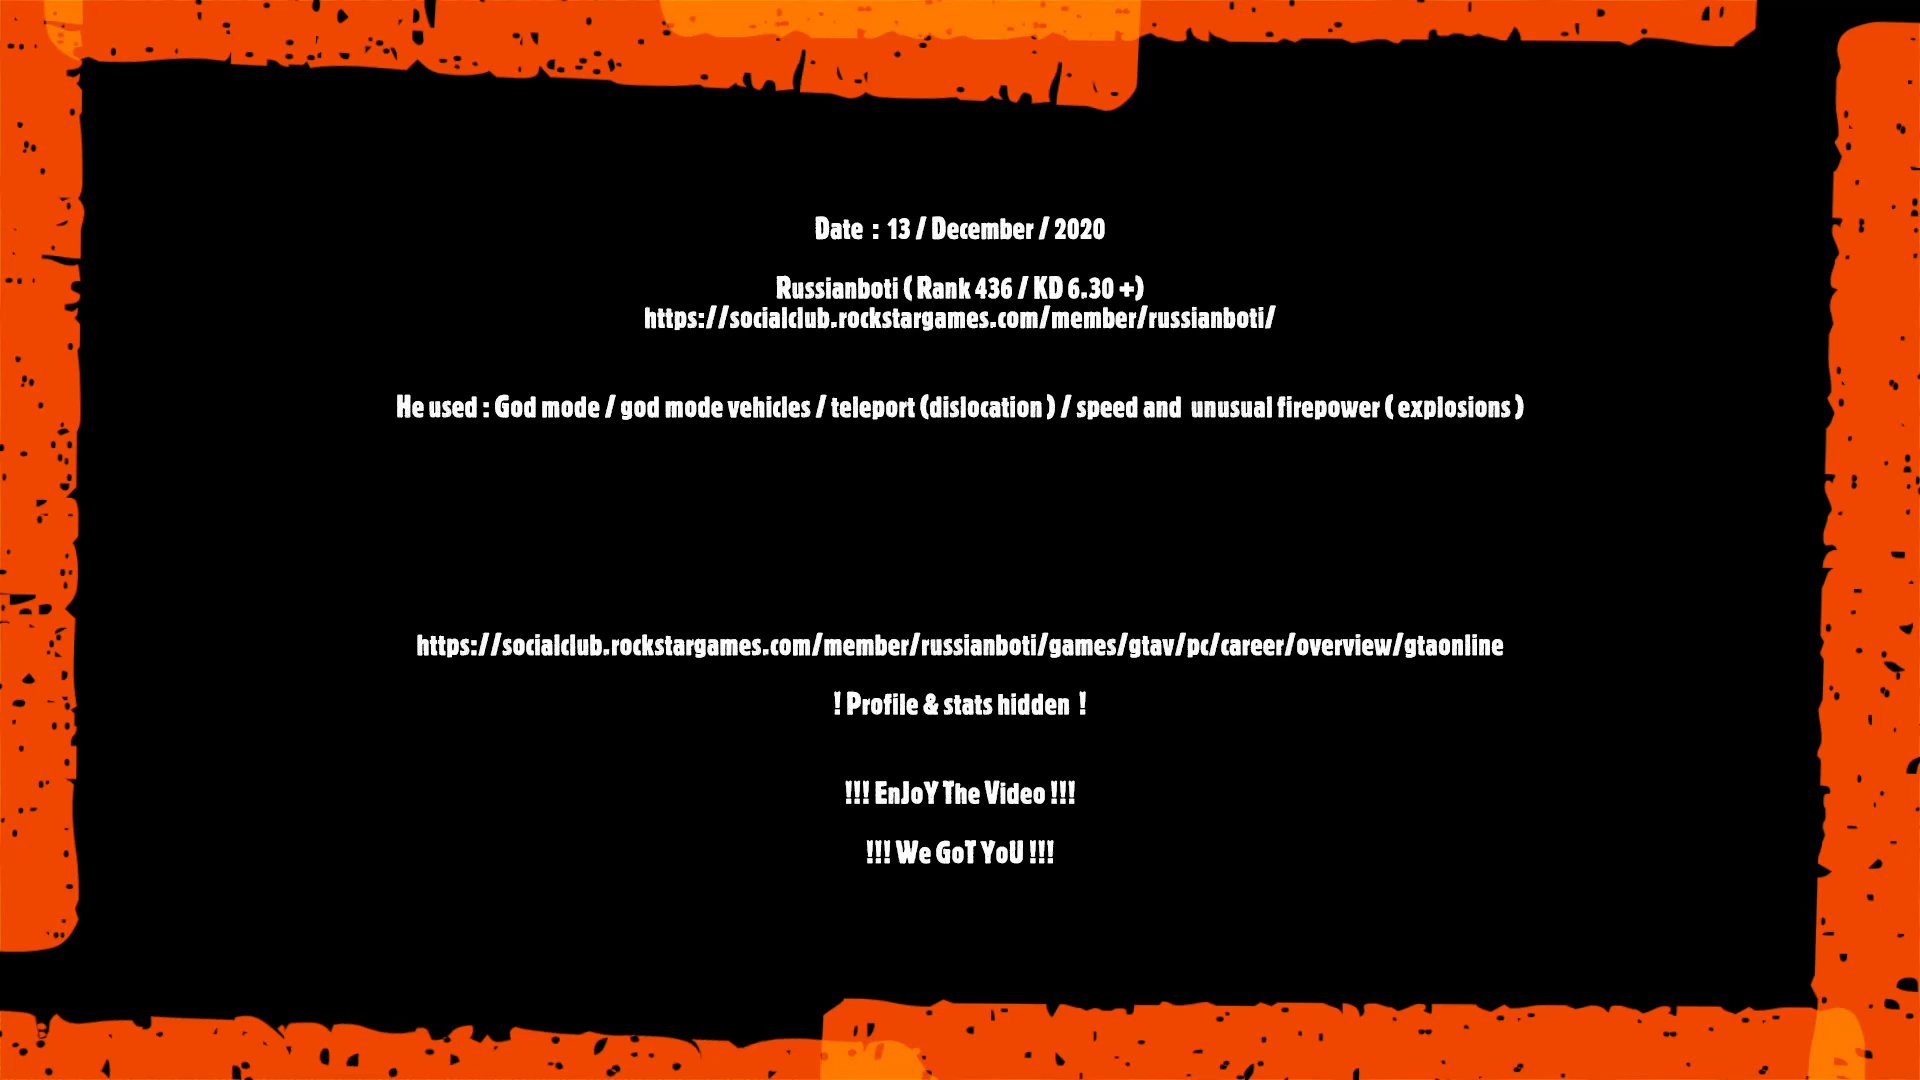 Date : 13 / December / 2020
Russianboti ( Rank 436 / KD 6.30 +)
https://socialclub.rockstargames.com/member/russianboti/
He used : God mode / god mode vehicles / teleport (dislocation ) / speed and unusual firepower ( explosions )
https://socialclub.rockstargames.com/member/russianboti/games/gtav/pc/career/overview/gtaonline
! Profile & stats hidden !
!!! EnJoY The Video !!!
!!! We GoT YoU !!!